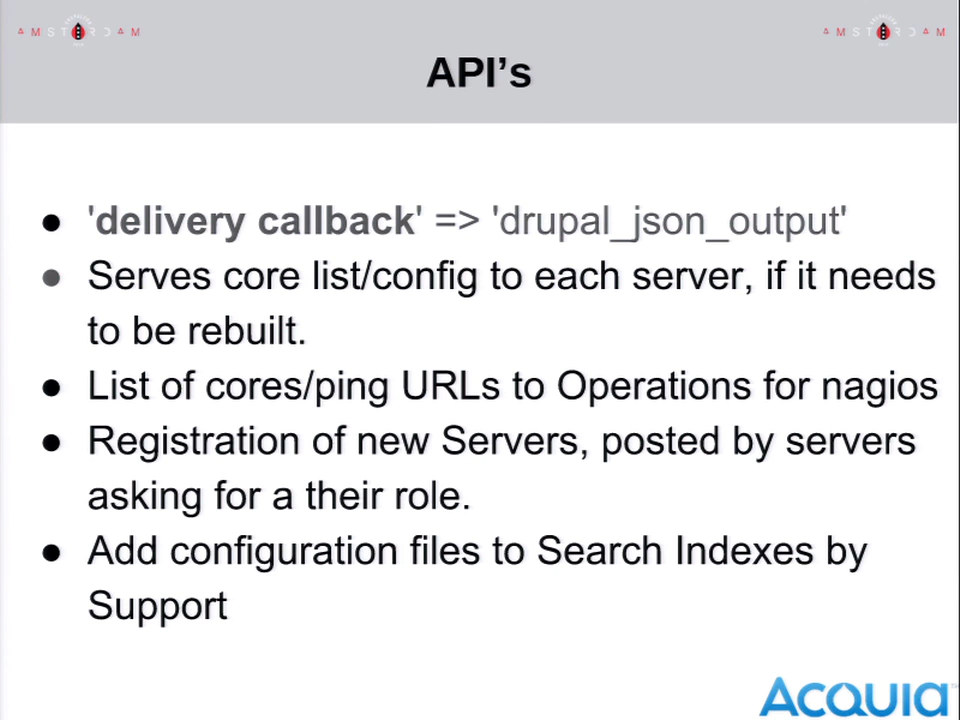 AMSTERDAM AMSTERDAM
API’s
● 'delivery callback' => 'drupal_json_output'
● Serves core list/config to each server, if it needs
to be rebuilt.
● List of cores/ping URLs to Operations for nagios
● Registration of new Servers, posted by servers
asking for a their role.
● Add configuration files to Search Indexes by
Support
Acquia